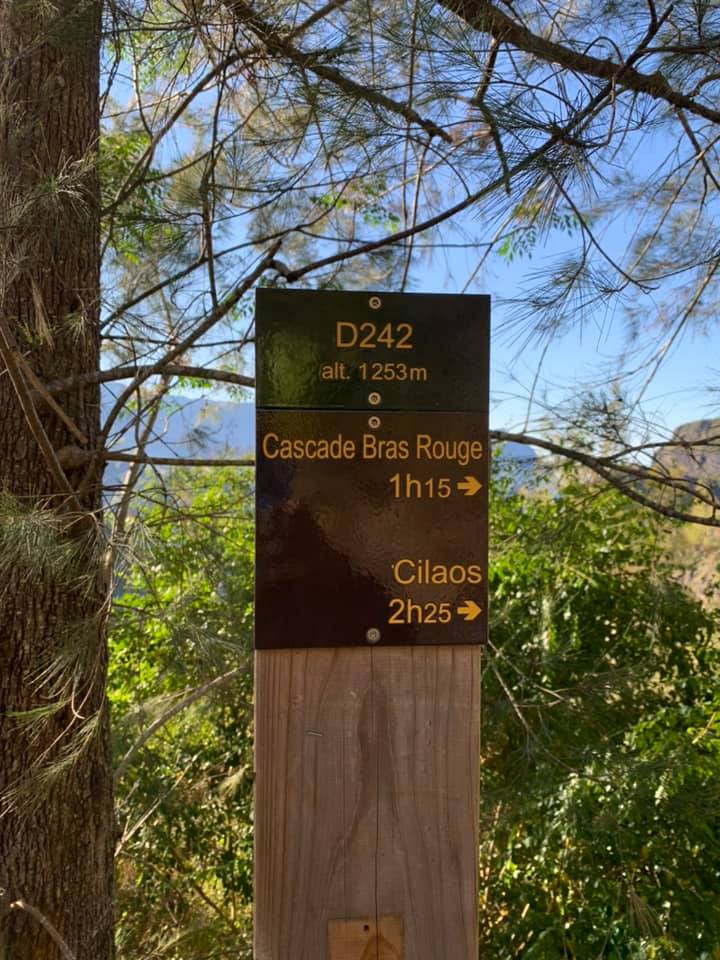 D242
alt. 1253m
Cascade Bras Rouge
1h15 →
Cilaos
2h25 →